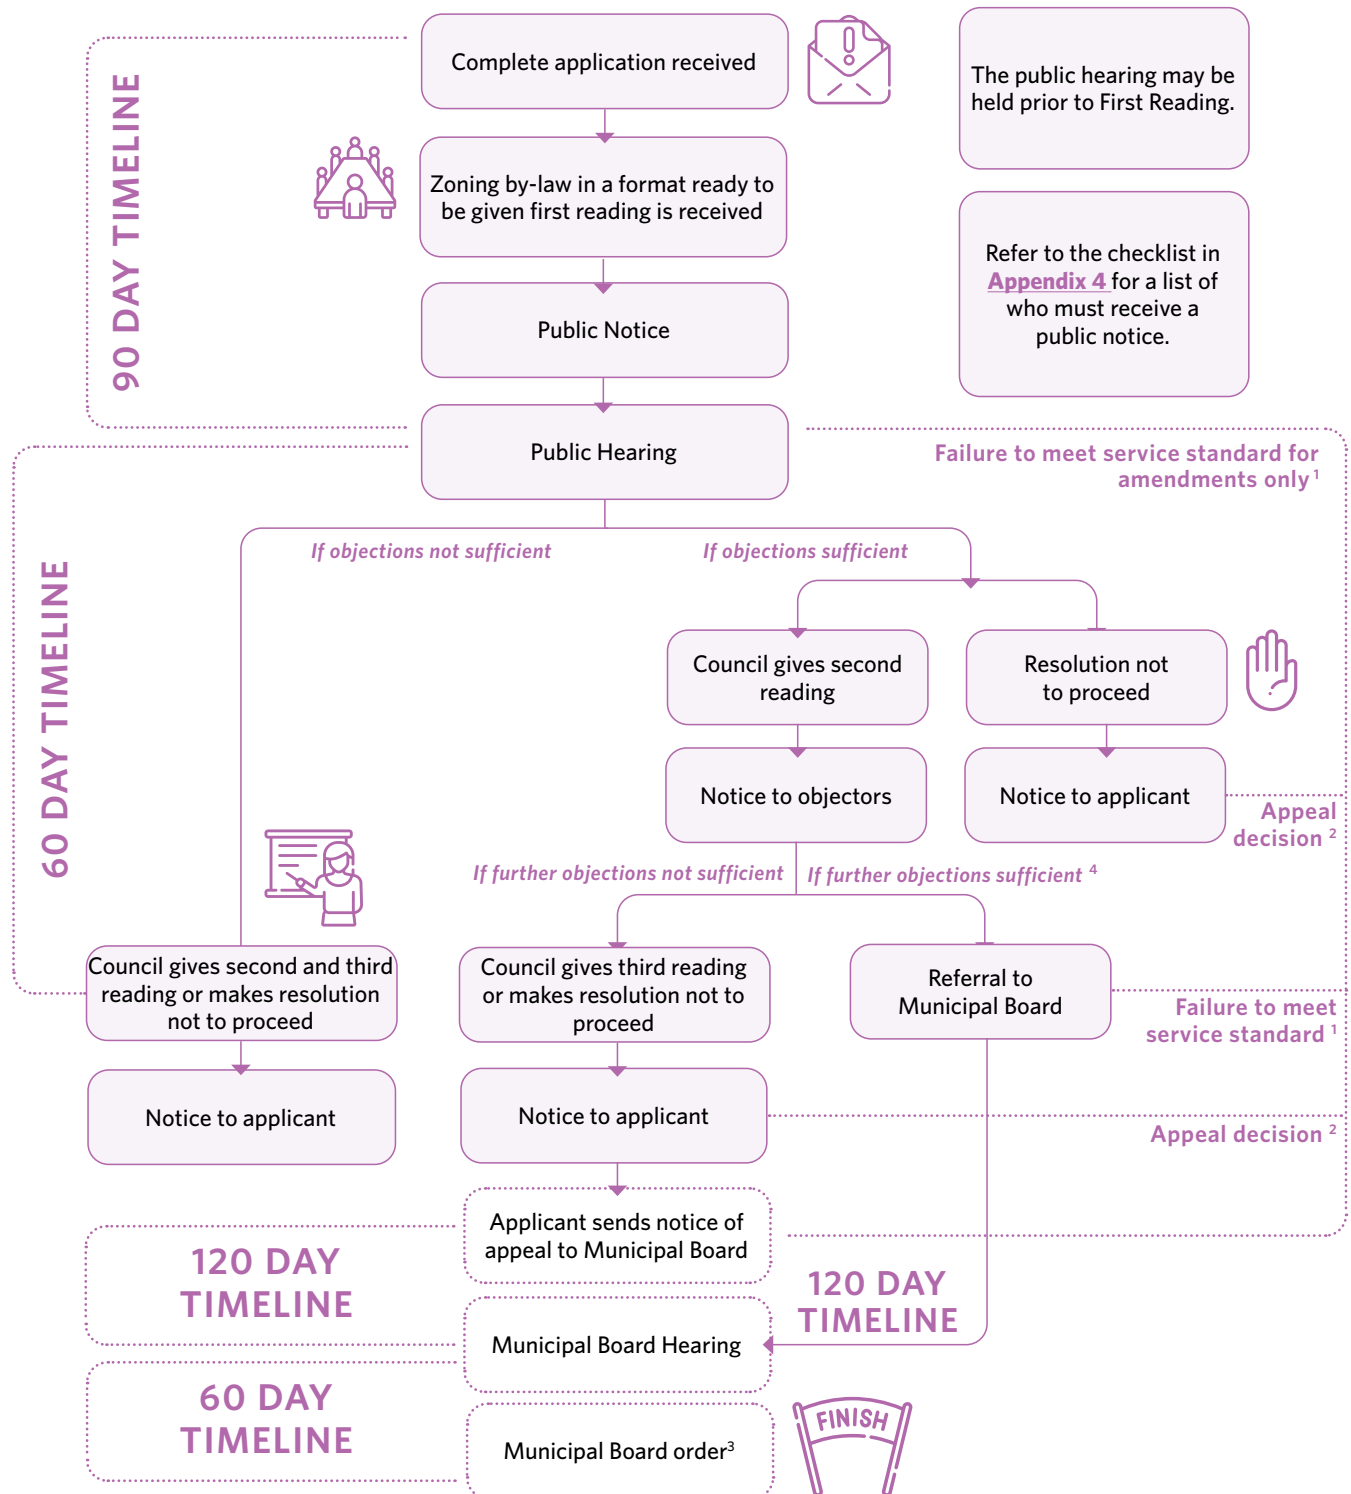 Complete application received
The public hearing may be
held prior to First Reading.
90 DAY TIMELINE
Zoning by-law in a format ready to
be given first reading is received
Refer to the checklist in
Appendix 4 for a list of
who must receive a
public notice.
Public Notice
Public Hearing
Failure to meet service standard for
amendments only 1
If objections not sufficient
If objections sufficient
60 DAY TIMELINE
Council gives second
reading
Resolution not
to proceed
Notice to objectors
Notice to applicant
Appeal
decision 2
If further objections not sufficient
If further objections sufficient 4
Council gives second and third
reading or makes resolution
not to proceed
Council gives third reading
or makes resolution not to
proceed
Referral to
Municipal Board
Failure to meet
service standard 1
Notice to applicant
Notice to applicant
Appeal decision 2
Applicant sends notice of
appeal to Municipal Board
120 DAY
TIMELINE
120 DAY
TIMELINE
Municipal Board Hearing
60 DAY
TIMELINE
Municipal Board order3
FINISH